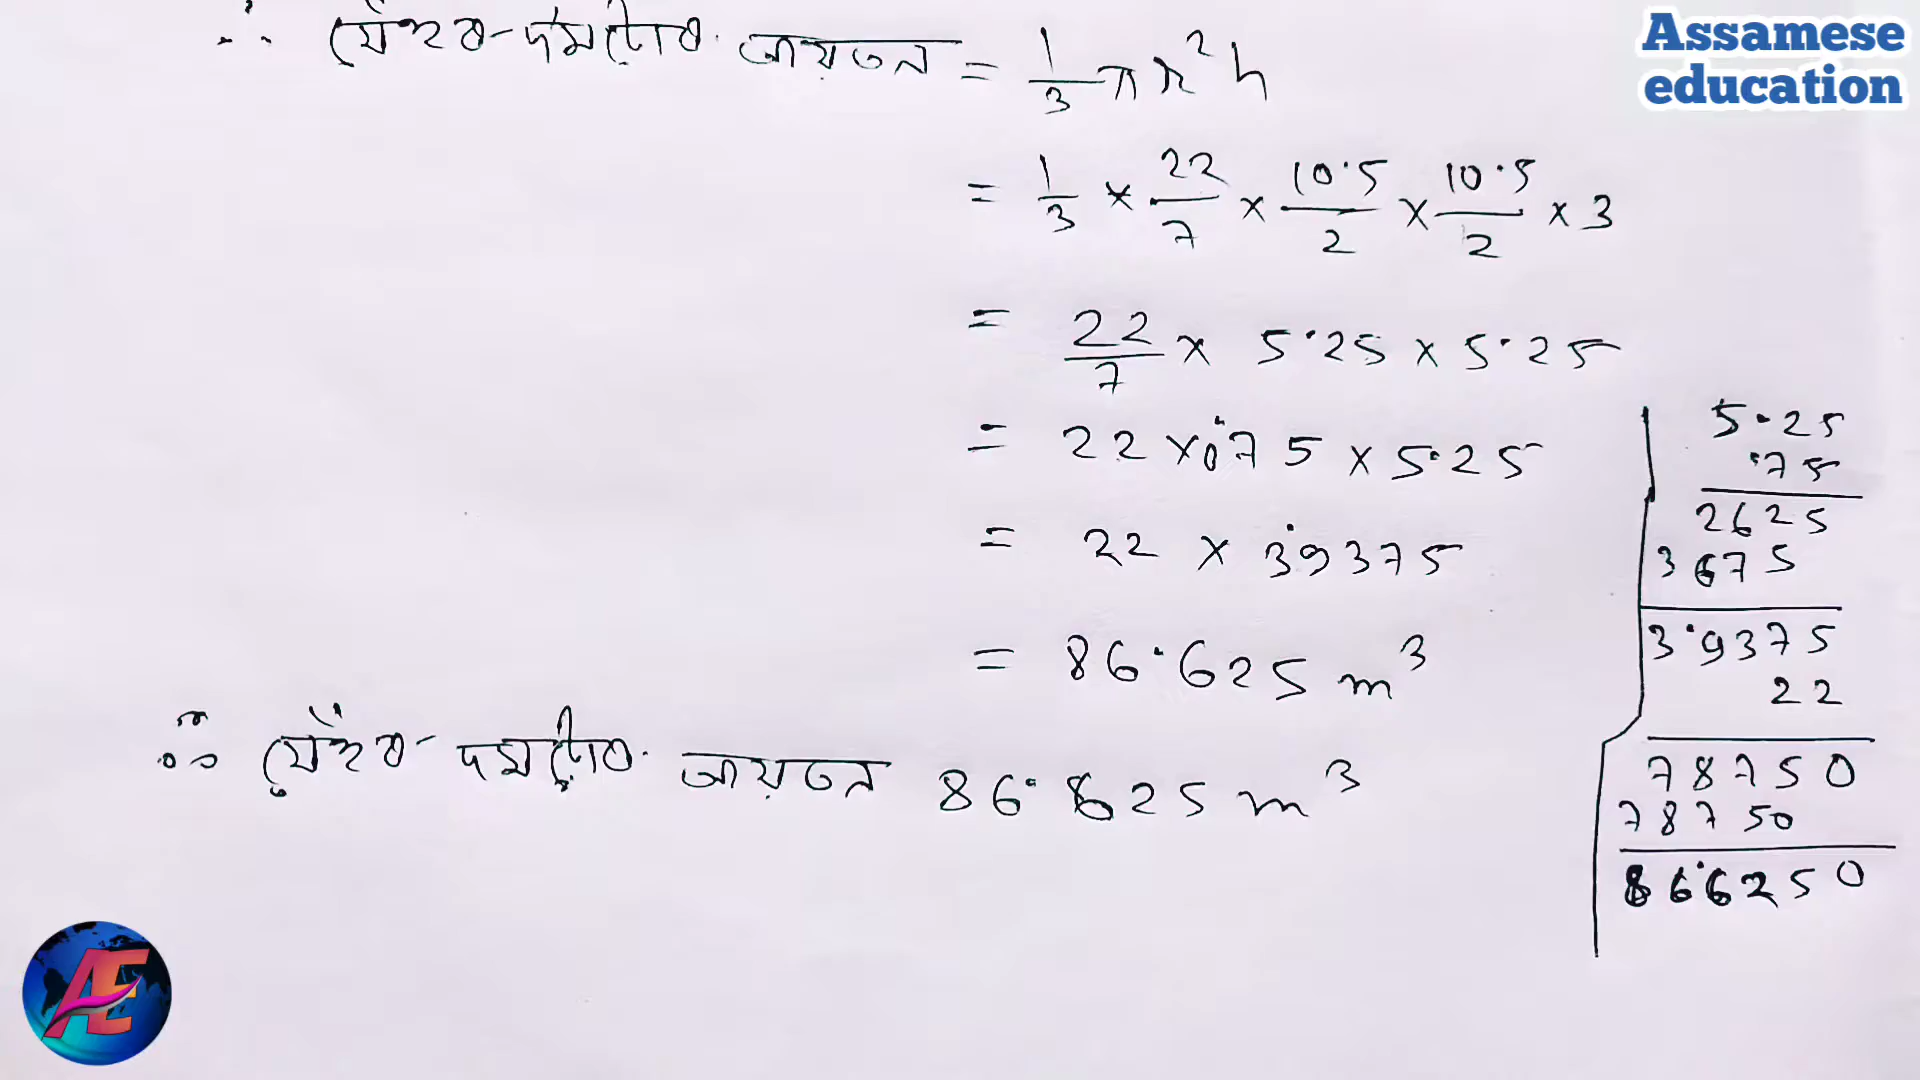 ∴ ঘেঁহুৰ দমটোৰ আয়তন = 1/3 π r² h
= 1/3 × 22/7 × 10.5/2 × 10.5/2 × 3
= 22/7 × 5.25 × 5.25
= 22 × 0.75 × 5.25
= 22 × 3.9375
= 86.625 m³
∴ ঘেঁহুৰ দমটোৰ আয়তন 86.625 m³
5.25
.75
2625
3675
3.9375
22
78750
78750
86.6250
Assamese
education
AE